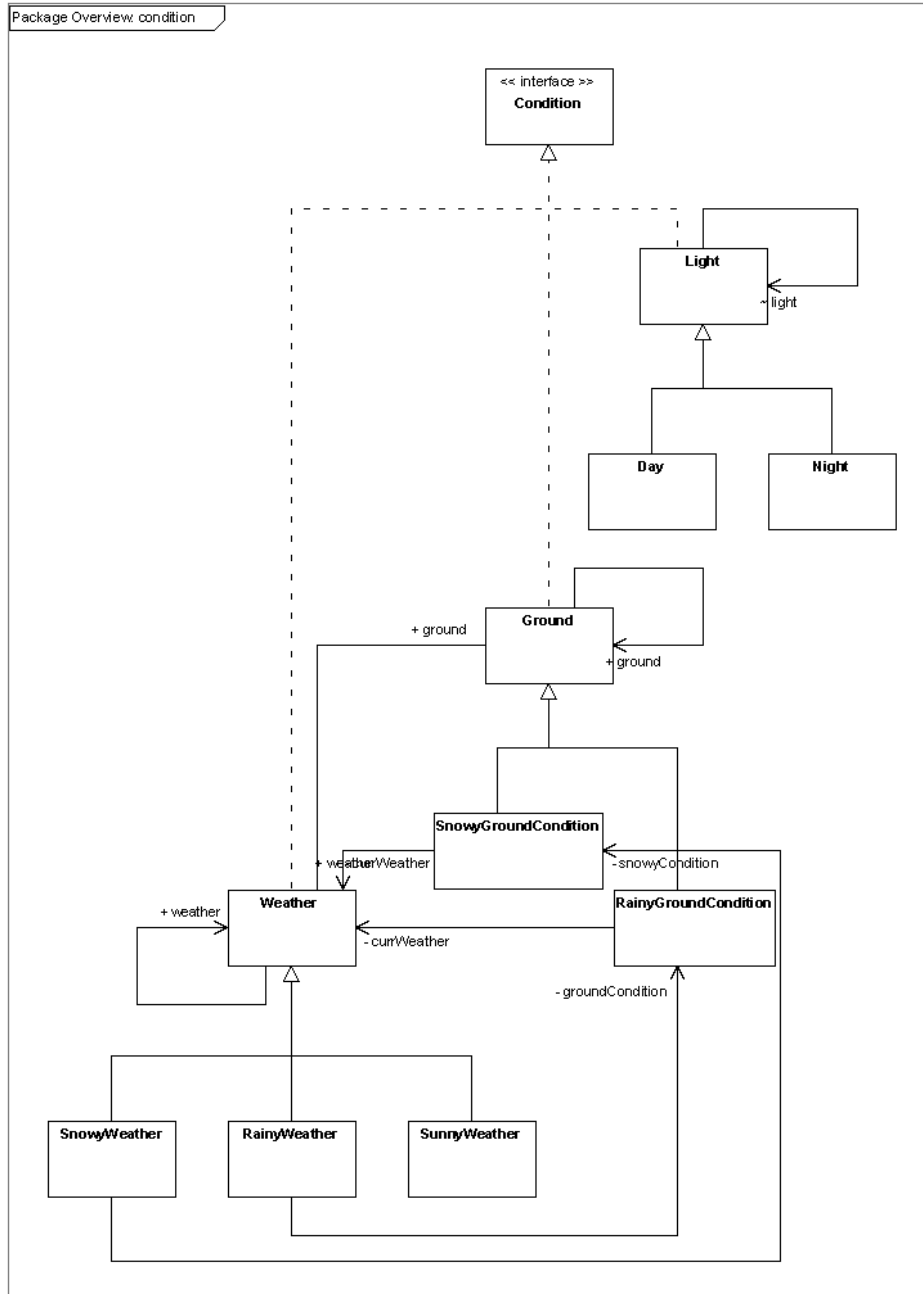 Package Overview: condition
<< interface >>
Condition
Light
~ light
Day
Night
Ground
+ ground
+ ground
SnowyGroundCondition
- snowyCondition
Weather
+ weather
RainyGroundCondition
- currWeather
- groundCondition
SnowyWeather
RainyWeather
SunnyWeather